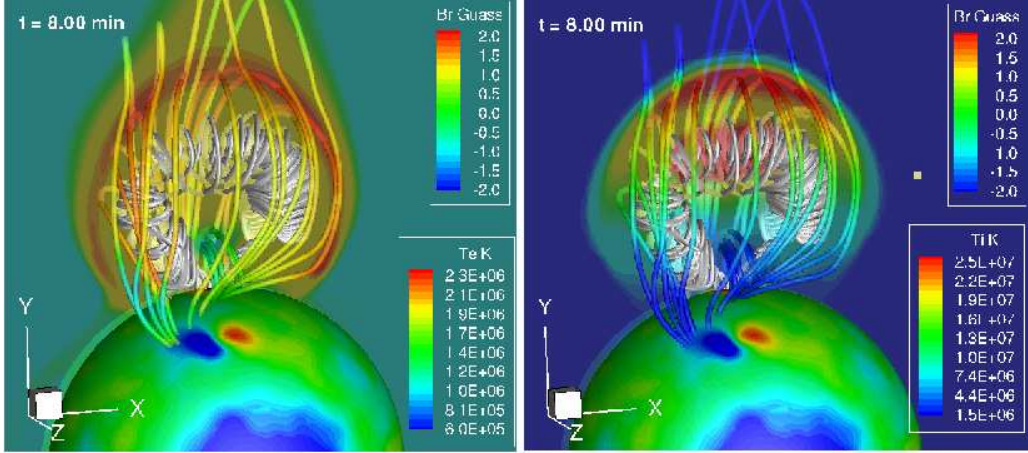 t = 8.00 min
Br Guass
2.0
1.5
1.0
0.5
0.0
-0.5
-1.0
-1.5
-2.0
Te K
2.3E+06
2.1E+06
1.9E+06
1.7E+06
1.4E+06
1.2E+06
1.0E+06
8.1E+05
6.0E+05
Y
X
Z
t = 8.00 min
Br Guass
2.0
1.5
1.0
0.5
0.0
-0.5
1.0
-1.5
-2.0
Ti K
2.5E+07
2.2E+07
1.9E+07
1.6E+07
1.3E+07
1.0E+07
7.4E+06
4.4E+06
1.5E+06
Y
X
Z